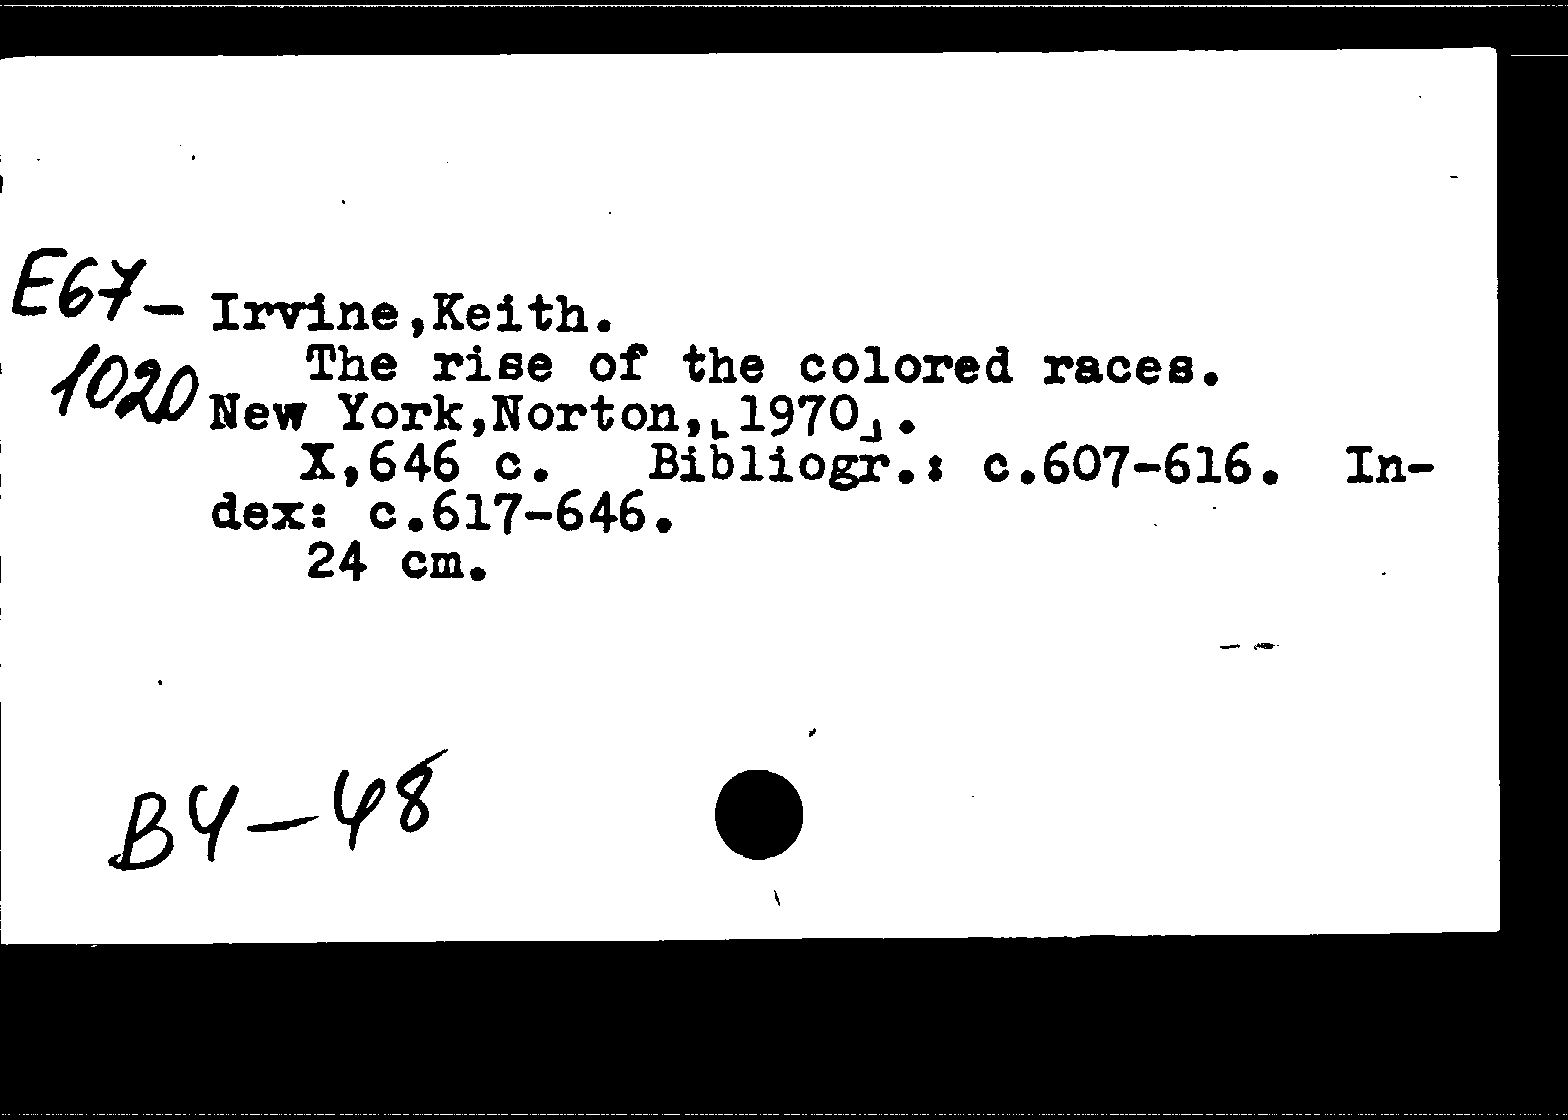 E67-
1020
Irvine,Keith.
The rise of the colored races.
New York,Norton,[1970].
X,646 c. Bibliogr.: c.607-616. In-
dex: c.617-646.
24 cm.
B4-48